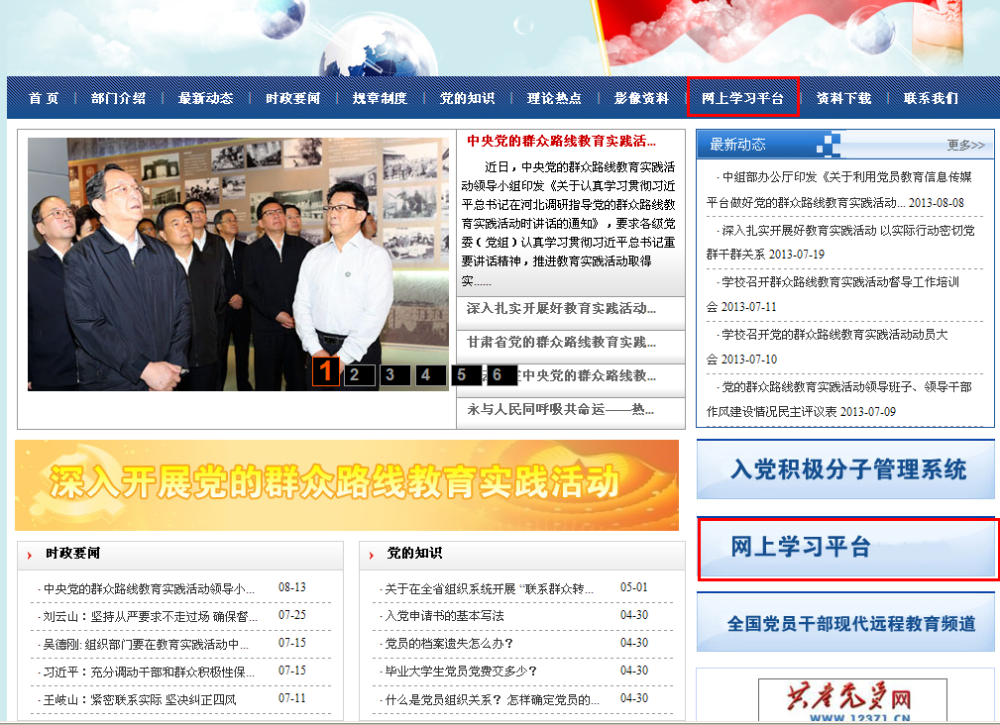 首 页 | 部门介绍 | 最新动态 | 时政要闻 | 规章制度 | 党的知识 | 理论热点 | 影像资料 | 网上学习平台 | 资料下载 | 联系我们
中央党的群众路线教育实践活...
近日，中央党的群众路线教育实践活
动领导小组印发《关于认真学习贯彻习近
平总书记在河北调研指导党的群众路线教
育实践活动时讲话的通知》，要求各级党
委（党组）认真学习贯彻习近平总书记重
要讲话精神，推进教育实践活动取得
实......
深入扎实开展好教育实践活动...
甘肃省党的群众路线教育实践...
中央党的群众路线教...
永与人民同呼吸共命运——热...
1 2 3 4 5 6
最新动态 更多>>
·中组部办公厅印发《关于利用党员教育信息传媒
平台做好党的群众路线教育实践活动... 2013-08-08
·深入扎实开展好教育实践活动 以实际行动密切党
群干群关系 2013-07-19
·学校召开群众路线教育实践活动督导工作培训
会 2013-07-11
·学校召开党的群众路线教育实践活动动员大
会 2013-07-10
·党的群众路线教育实践活动领导班子、领导干部
作风建设情况民主评议表 2013-07-09
深入开展党的群众路线教育实践活动
入党积极分子管理系统
网上学习平台
全国党员干部现代远程教育频道
共产党员网
WWW.12371.CN
时政要闻
·中央党的群众路线教育实践活动领导小... 08-13
·刘云山：坚持从严要求不走过场 确保督... 07-25
·吴德刚: 组织部门要在教育实践活动中... 07-15
·习近平：充分调动干部和群众积极性保... 07-15
·王岐山：紧密联系实际 坚决纠正四风 07-11
党的知识
·关于在全省组织系统开展 “联系群众转... 05-01
·入党申请书的基本写法 04-30
·党员的档案遗失怎么办？ 04-30
·毕业大学生党员党费交多少？ 04-30
·什么是党员组织关系？ 怎样确定党员的... 04-30